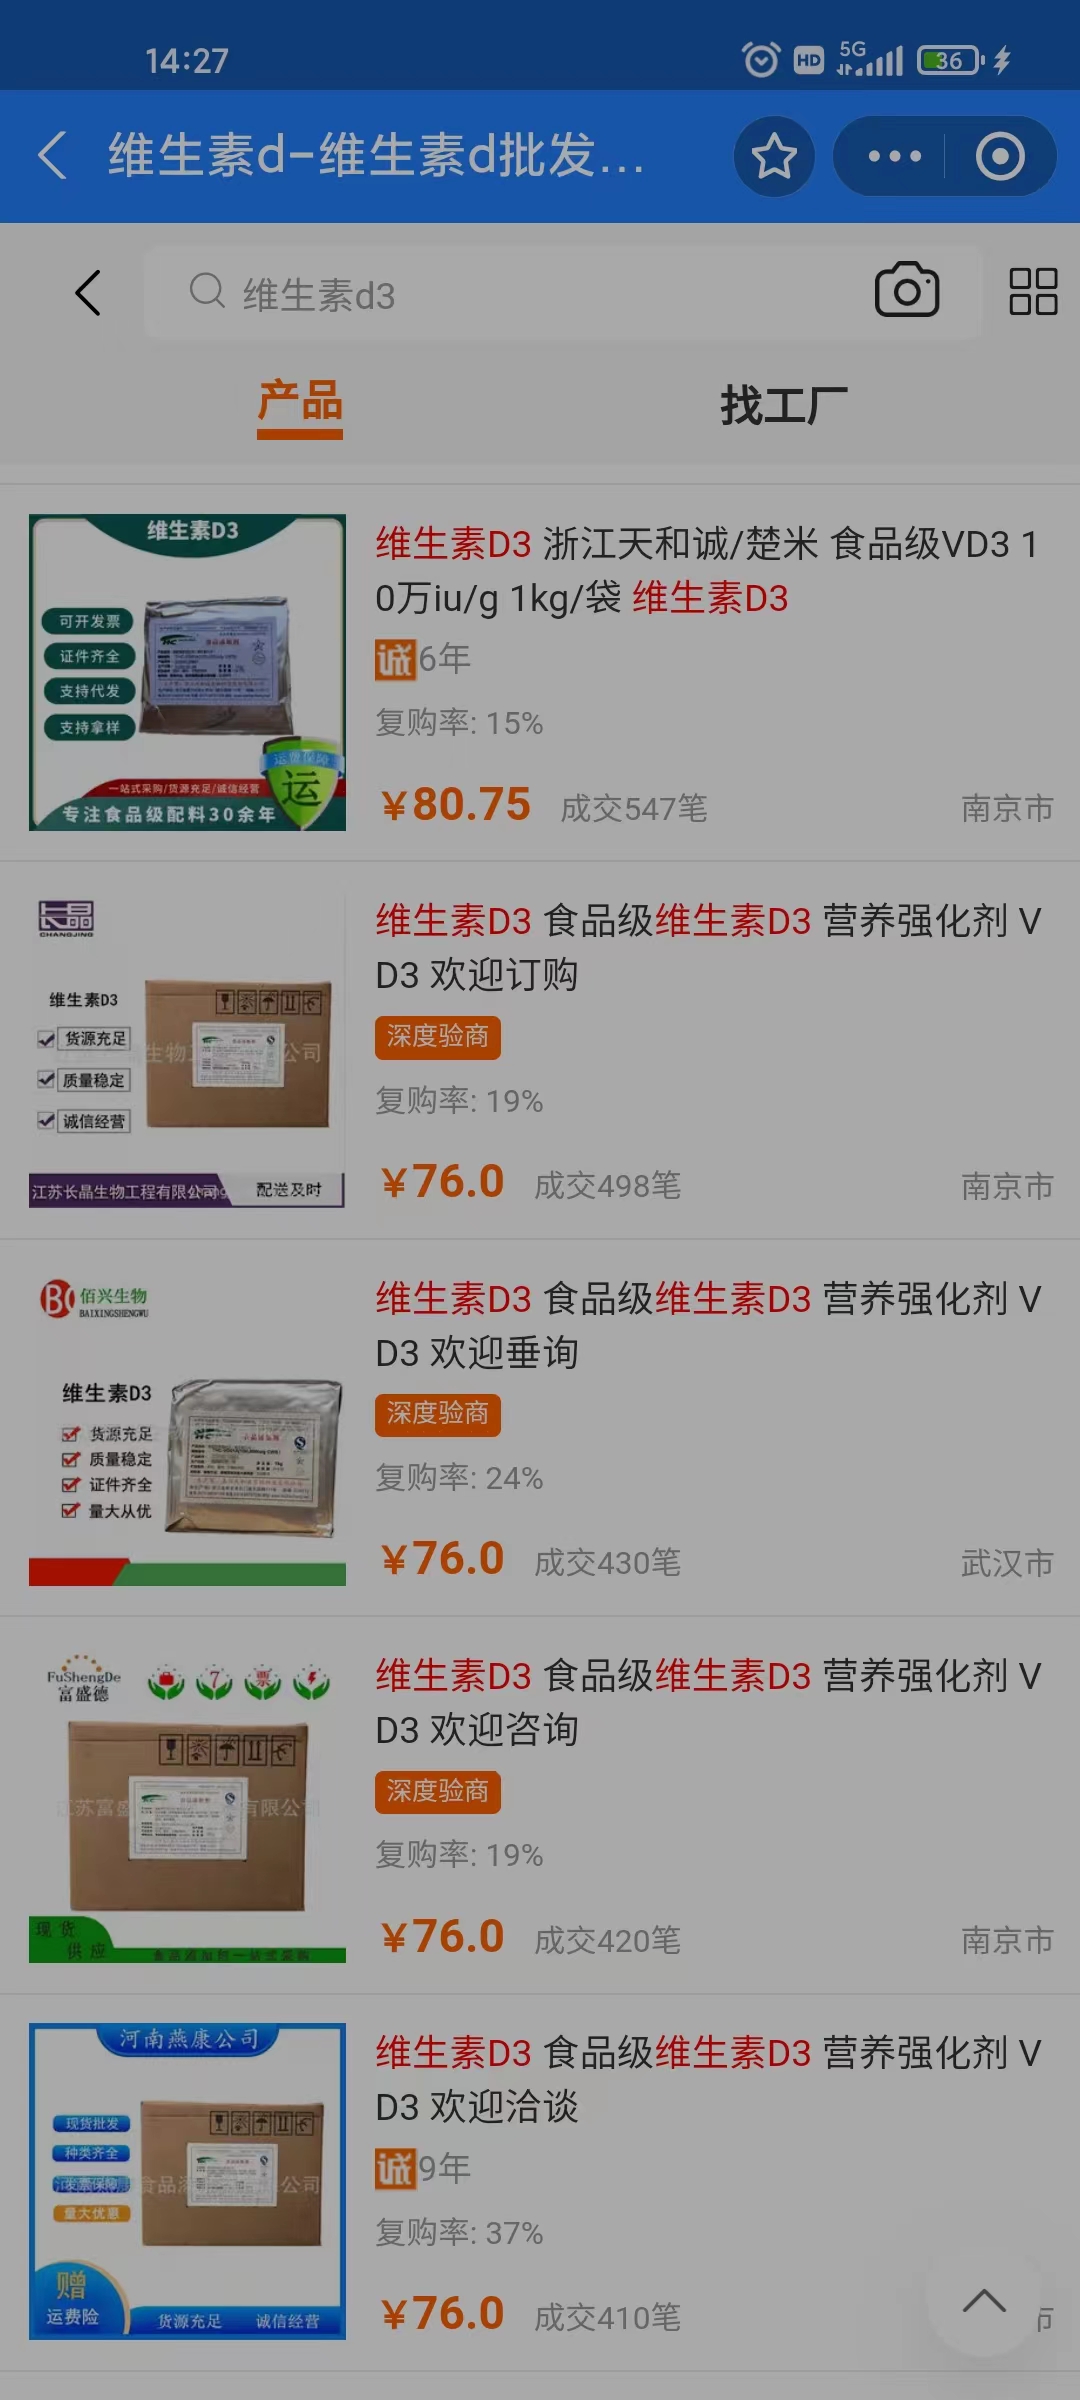 14:27
HD 5G 36
维生素d-维生素d批发...
维生素d3
产品
找工厂
维生素D3
可开发票
证件齐全
支持代发
支持拿样
运费保障
运
一站式采购/货源充足/诚信经营
专注食品级配料30余年
维生素D3 浙江天和诚/楚米 食品级VD3 1
0万iu/g 1kg/袋 维生素D3
诚6年
复购率: 15%
¥80.75 成交547笔 南京市
长晶
CHANGJING
维生素D3
货源充足
质量稳定
诚信经营
江苏长晶生物工程有限公司
配送及时
维生素D3 食品级维生素D3 营养强化剂 V
D3 欢迎订购
深度验商
复购率: 19%
¥76.0 成交498笔 南京市
佰兴生物
BAIXINGSHENGWU
维生素D3
货源充足
质量稳定
证件齐全
量大从优
维生素D3 食品级维生素D3 营养强化剂 V
D3 欢迎垂询
深度验商
复购率: 24%
¥76.0 成交430笔 武汉市
FuShengDe
富盛德
7 票
现货
供应
食品添加剂一站式采购
维生素D3 食品级维生素D3 营养强化剂 V
D3 欢迎咨询
深度验商
复购率: 19%
¥76.0 成交420笔 南京市
河南燕康公司
现货批发
种类齐全
量大优惠
赠
运费险
货源充足 诚信经营
维生素D3 食品级维生素D3 营养强化剂 V
D3 欢迎洽谈
诚9年
复购率: 37%
¥76.0 成交410笔 市